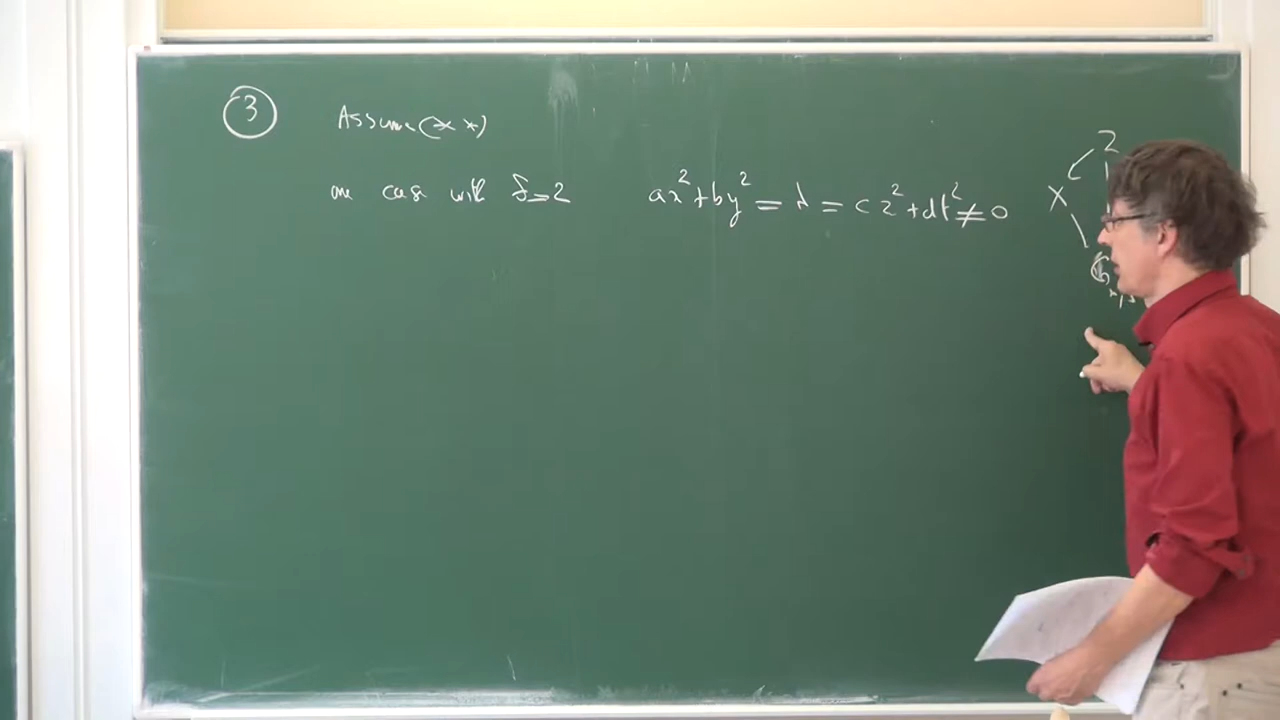 ③ Assume (**)
one case with δ=2 ax²+by² = λ = cz²+dt² ≠ 0
X